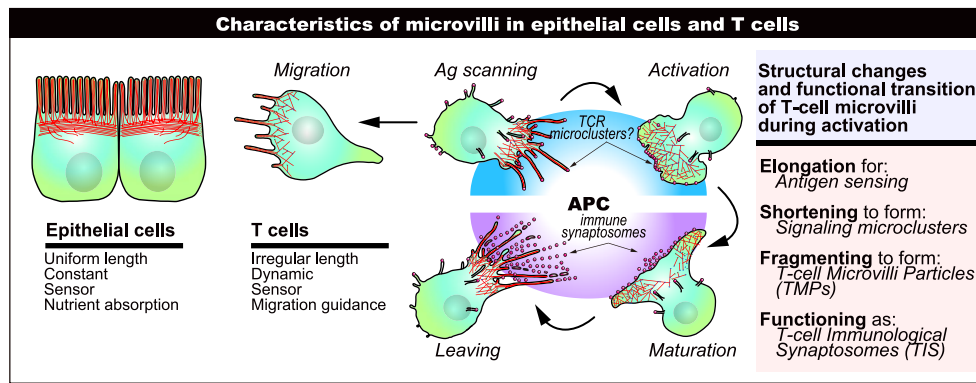 Characteristics of microvilli in epithelial cells and T cells
Migration
Ag scanning
Activation
TCR
microclusters?
APC
immune
synaptosomes
Leaving
Maturation
Epithelial cells
Uniform length
Constant
Sensor
Nutrient absorption
T cells
Irregular length
Dynamic
Sensor
Migration guidance
Structural changes
and functional transition
of T-cell microvilli
during activation
Elongation for:
Antigen sensing
Shortening to form:
Signaling microclusters
Fragmenting to form:
T-cell Microvilli Particles
(TMPs)
Functioning as:
T-cell Immunological
Synaptosomes (TIS)